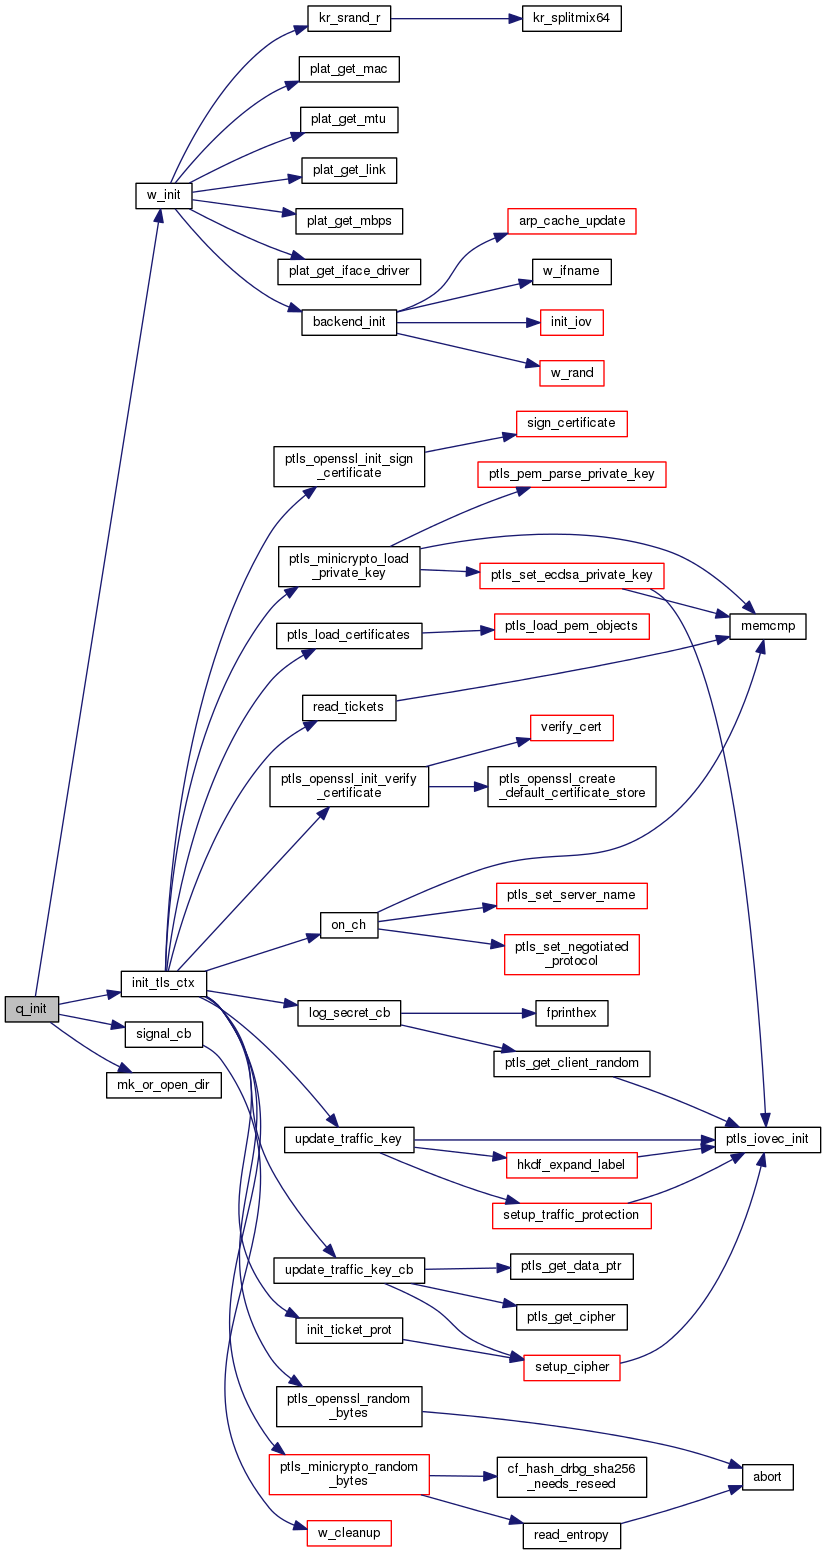 kr_srand_r
kr_splitmix64
plat_get_mac
plat_get_mtu
plat_get_link
w_init
plat_get_mbps
arp_cache_update
plat_get_iface_driver
w_ifname
backend_init
init_iov
w_rand
sign_certificate
ptls_openssl_init_sign
_certificate
ptls_pem_parse_private_key
ptls_minicrypto_load
_private_key
ptls_set_ecdsa_private_key
memcmp
ptls_load_certificates
ptls_load_pem_objects
read_tickets
verify_cert
ptls_openssl_init_verify
_certificate
ptls_openssl_create
_default_certificate_store
ptls_set_server_name
on_ch
ptls_set_negotiated
_protocol
init_tls_ctx
q_init
log_secret_cb
fprinthex
signal_cb
ptls_get_client_random
mk_or_open_dir
update_traffic_key
ptls_iovec_init
hkdf_expand_label
setup_traffic_protection
update_traffic_key_cb
ptls_get_data_ptr
ptls_get_cipher
init_ticket_prot
setup_cipher
ptls_openssl_random
_bytes
ptls_minicrypto_random
_bytes
cf_hash_drbg_sha256
_needs_reseed
abort
w_cleanup
read_entropy